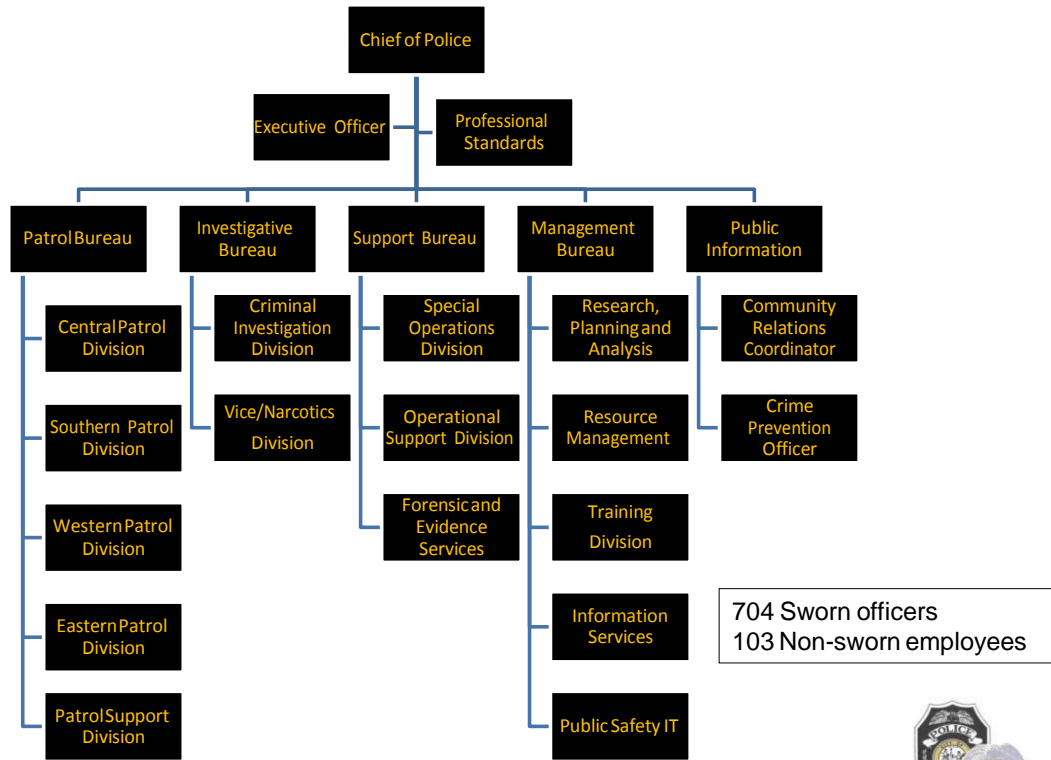 Chief of Police
Executive Officer
Professional
Standards
Patrol Bureau
Investigative
Bureau
Support Bureau
Management
Bureau
Public
Information
Central Patrol
Division
Southern Patrol
Division
Western Patrol
Division
Eastern Patrol
Division
Patrol Support
Division
Criminal
Investigation
Division
Vice/Narcotics
Division
Special
Operations
Division
Operational
Support Division
Forensic and
Evidence
Services
Research,
Planning and
Analysis
Resource
Management
Training
Division
Information
Services
Public Safety IT
Community
Relations
Coordinator
Crime
Prevention
Officer
704 Sworn officers
103 Non-sworn employees
POLICE